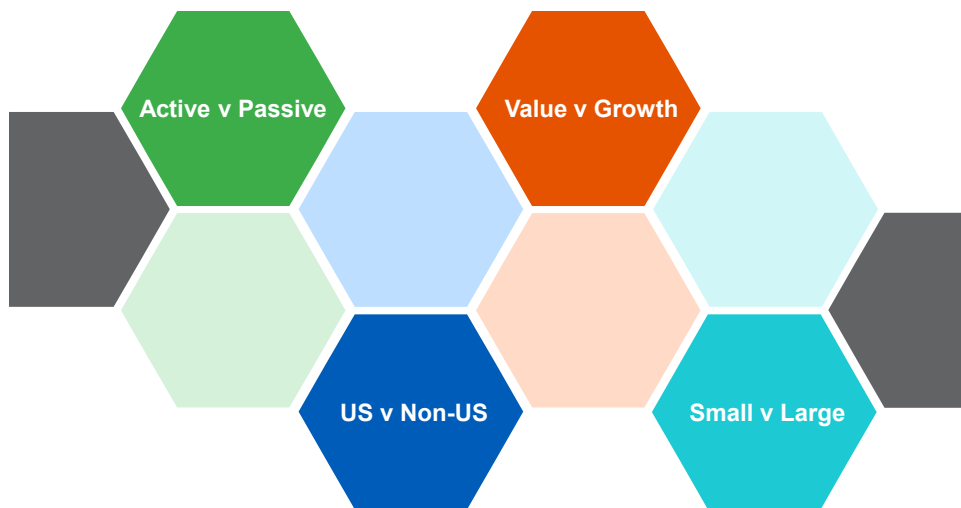 Active v Passive
Value v Growth
US v Non-US
Small v Large